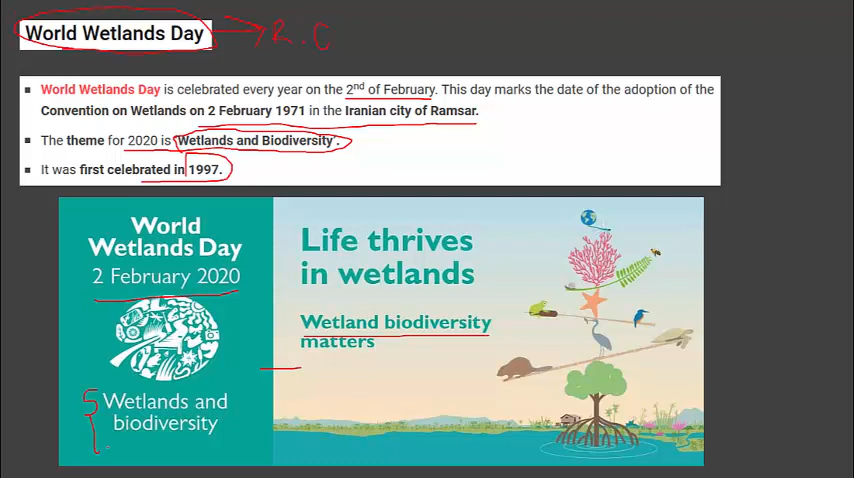 World Wetlands Day R.C
World Wetlands Day is celebrated every year on the 2nd of February. This day marks the date of the adoption of the
Convention on Wetlands on 2 February 1971 in the Iranian city of Ramsar.
The theme for 2020 is 'Wetlands and Biodiversity'.
It was first celebrated in 1997.
World
Wetlands Day
2 February 2020
Wetlands and
biodiversity
Life thrives
in wetlands
Wetland biodiversity
matters